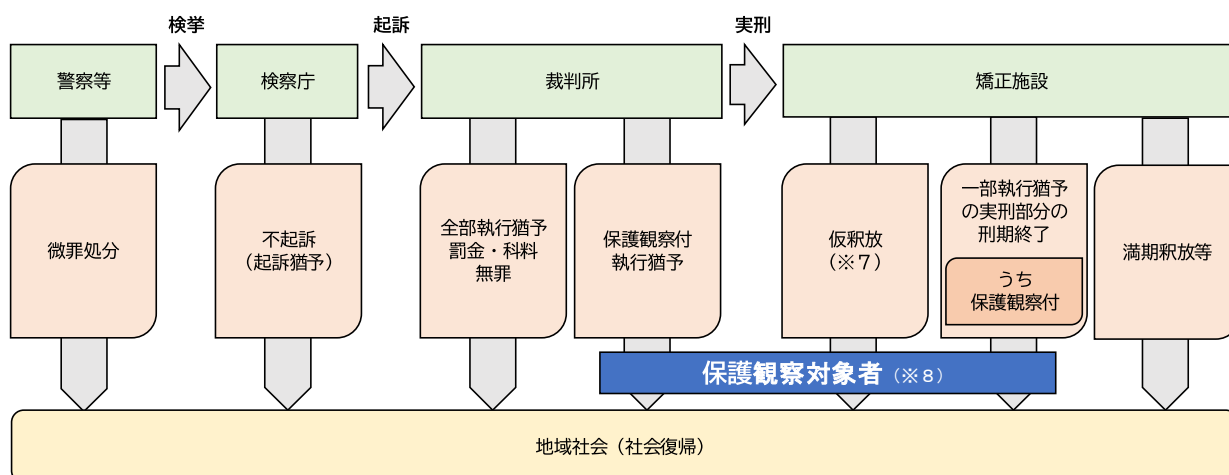 検挙
起訴
実刑
警察等
検察庁
裁判所
矯正施設
微罪処分
不起訴
（起訴猶予）
全部執行猶予
罰金・科料
無罪
保護観察付
執行猶予
仮釈放
（※７）
一部執行猶予
の実刑部分の
刑期終了
うち
保護観察付
満期釈放等
保護観察対象者（※８）
地域社会（社会復帰）